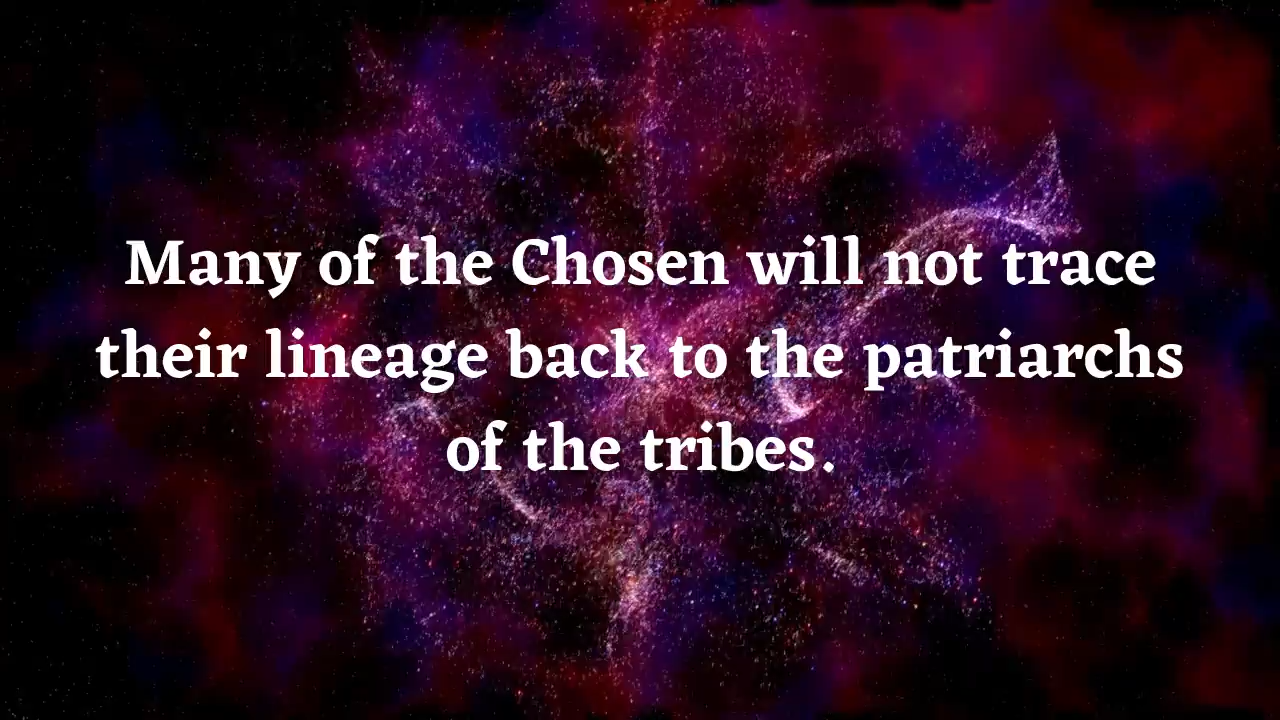 Many of the Chosen will not trace
their lineage back to the patriarchs
of the tribes.